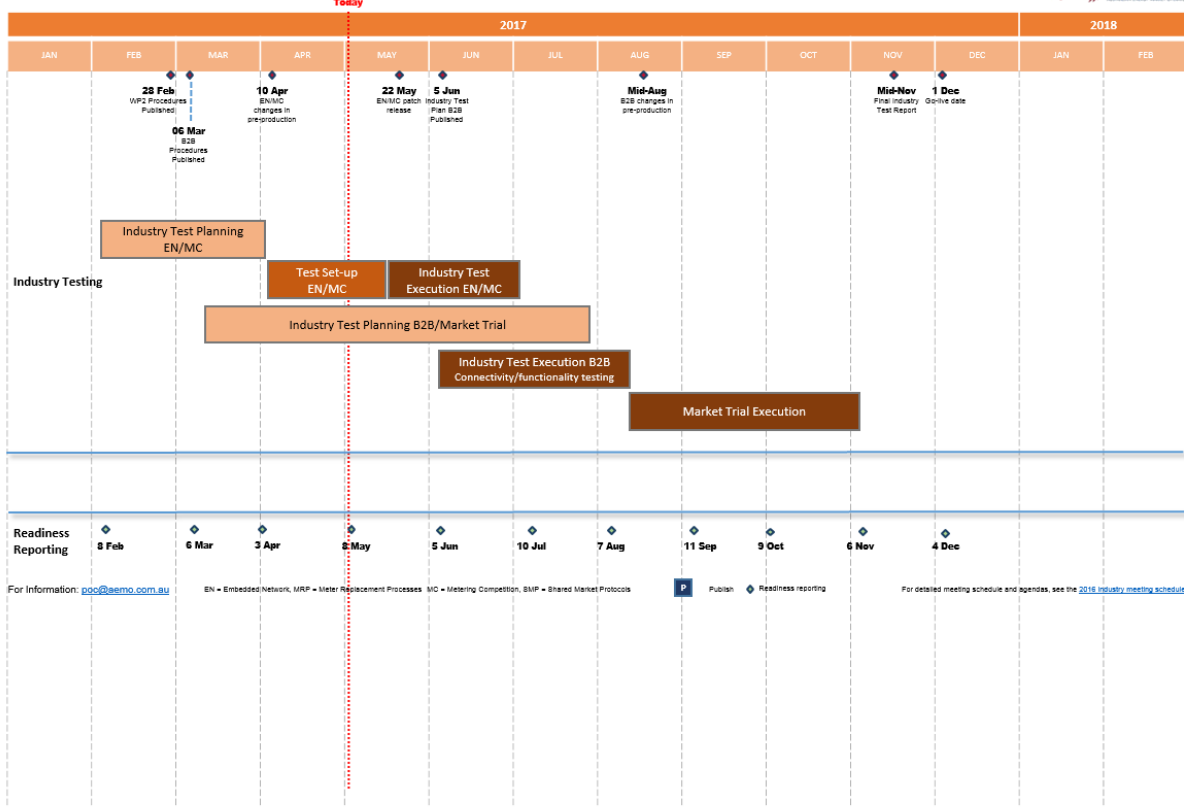 Today
2017
2018
JAN
FEB
MAR
APR
MAY
JUN
JUL
AUG
SEP
OCT
NOV
DEC
JAN
FEB
28 Feb
WP2 Procedures
Published
06 Mar
B2B
Procedures
Published
10 Apr
EN/MC
changes in
pre-production
22 May
EN/MC patch
release
5 Jun
Industry Test
Plan B2B
Published
Mid-Aug
B2B changes in
pre-production
Mid-Nov
Final Industry
Test Report
1 Dec
Go-live date
Industry Testing
Industry Test Planning
EN/MC
Test Set-up
EN/MC
Industry Test
Execution EN/MC
Industry Test Planning B2B/Market Trial
Industry Test Execution B2B
Connectivity/functionality testing
Market Trial Execution
Readiness
Reporting
8 Feb
6 Mar
3 Apr
8 May
5 Jun
10 Jul
7 Aug
11 Sep
9 Oct
6 Nov
4 Dec
For Information: poc@aemo.com.au
EN = Embedded Network, MRP = Meter Replacement Processes MC = Metering Competition, SMP = Shared Market Protocols
P
Publish
Readiness reporting
For detailed meeting schedule and agendas, see the 2016 industry meeting schedule